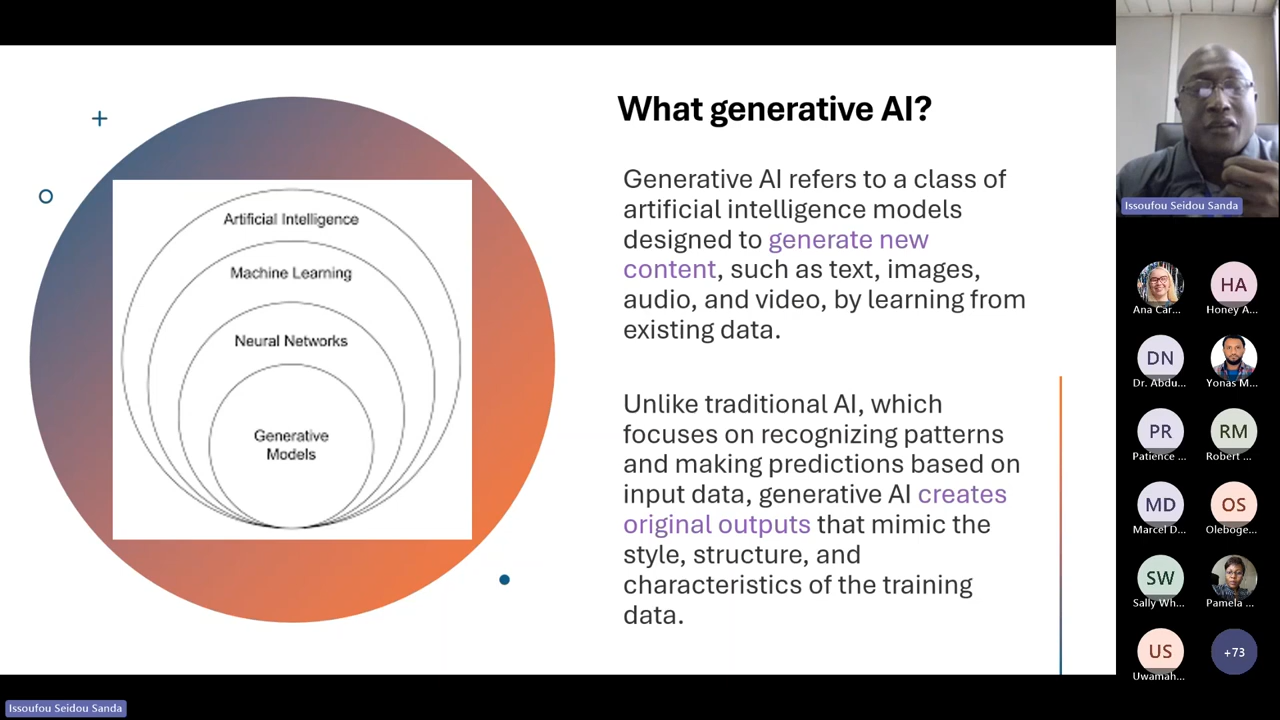 What generative AI?
Generative AI refers to a class of
artificial intelligence models
designed to generate new
content, such as text, images,
audio, and video, by learning from
existing data.
Unlike traditional AI, which
focuses on recognizing patterns
and making predictions based on
input data, generative AI creates
original outputs that mimic the
style, structure, and
characteristics of the training
data.
Artificial Intelligence
Machine Learning
Neural Networks
Generative
Models
Issoufou Seidou Sanda
Ana Car...
HA
Honey A...
DN
Dr. Abdu...
Yonas M...
PR
Patience ...
RM
Robert ...
MD
Marcel D...
OS
Oleboge...
SW
Sally Wh...
Pamela ...
US
Uwamah...
+73
Issoufou Seidou Sanda